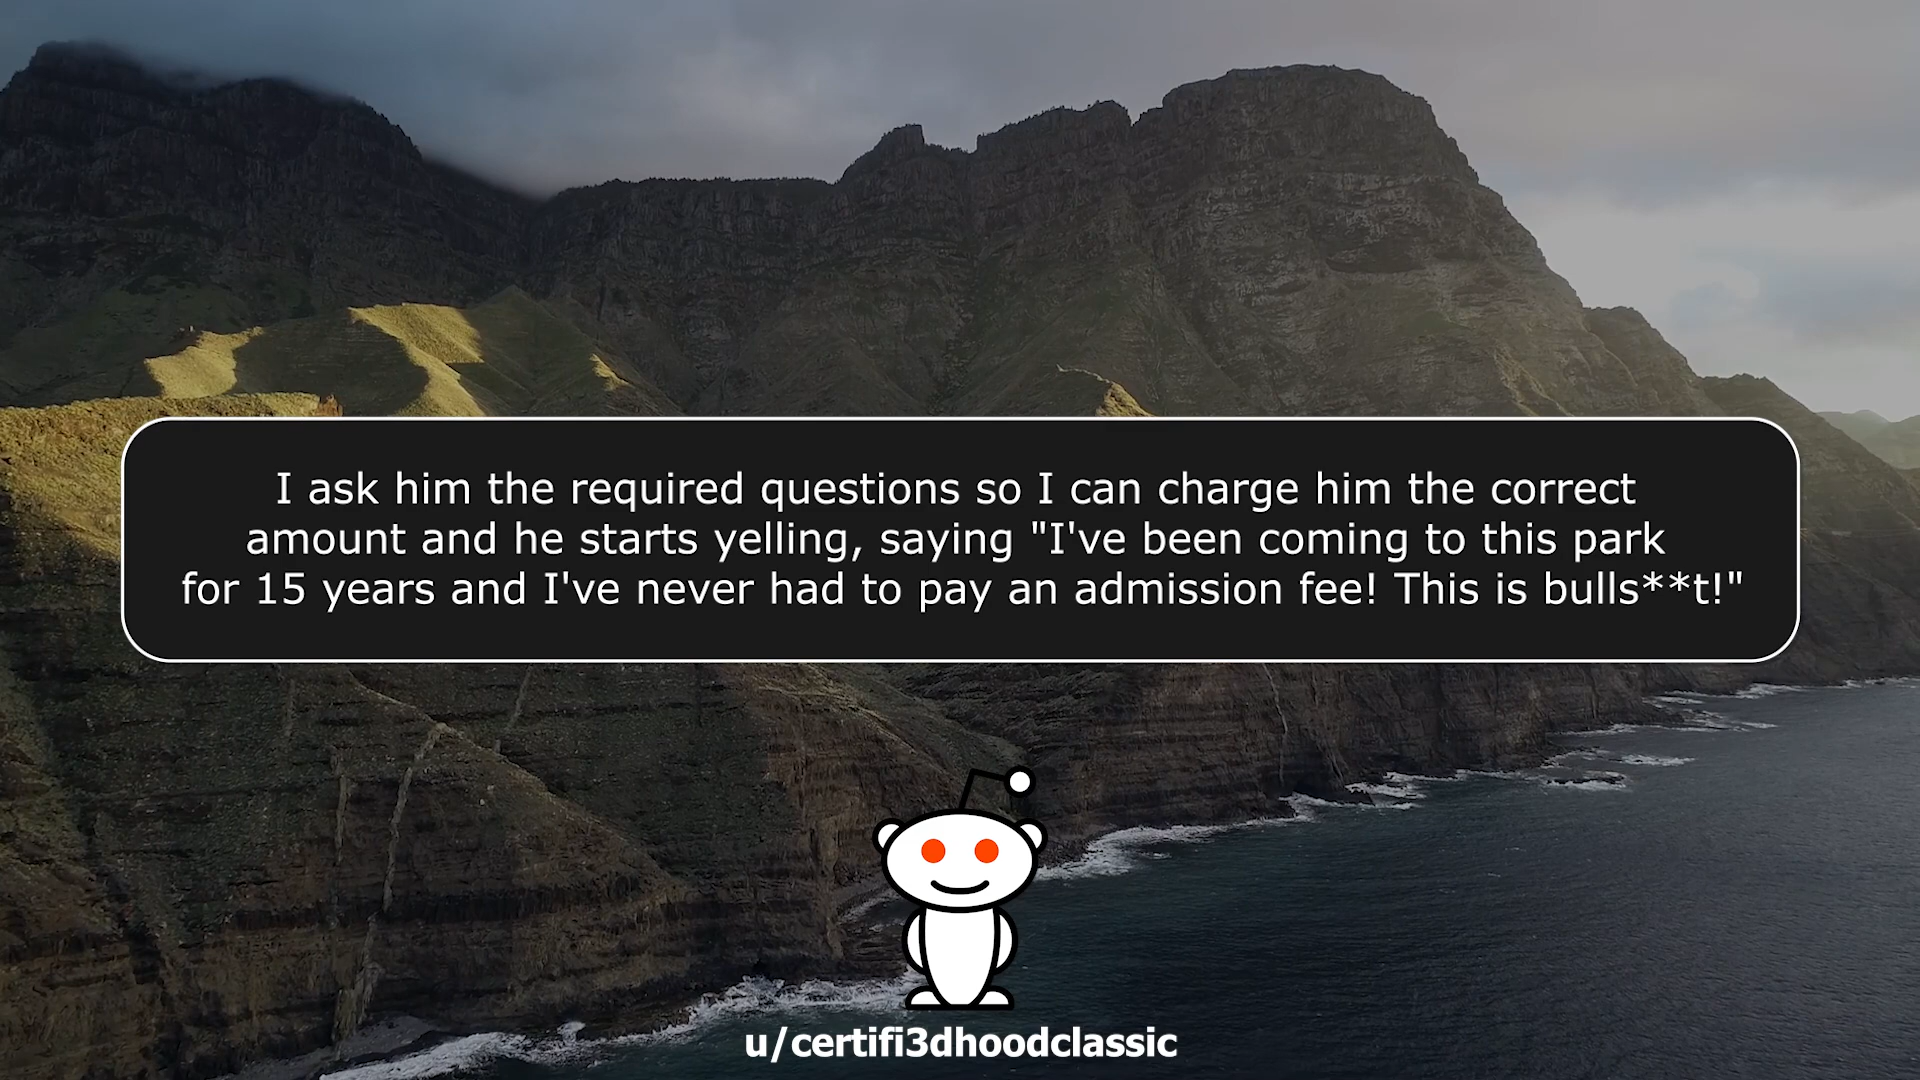 I ask him the required questions so I can charge him the correct
amount and he starts yelling, saying "I've been coming to this park
for 15 years and I've never had to pay an admission fee! This is bulls**t!"
u/certifi3dhoodclassic